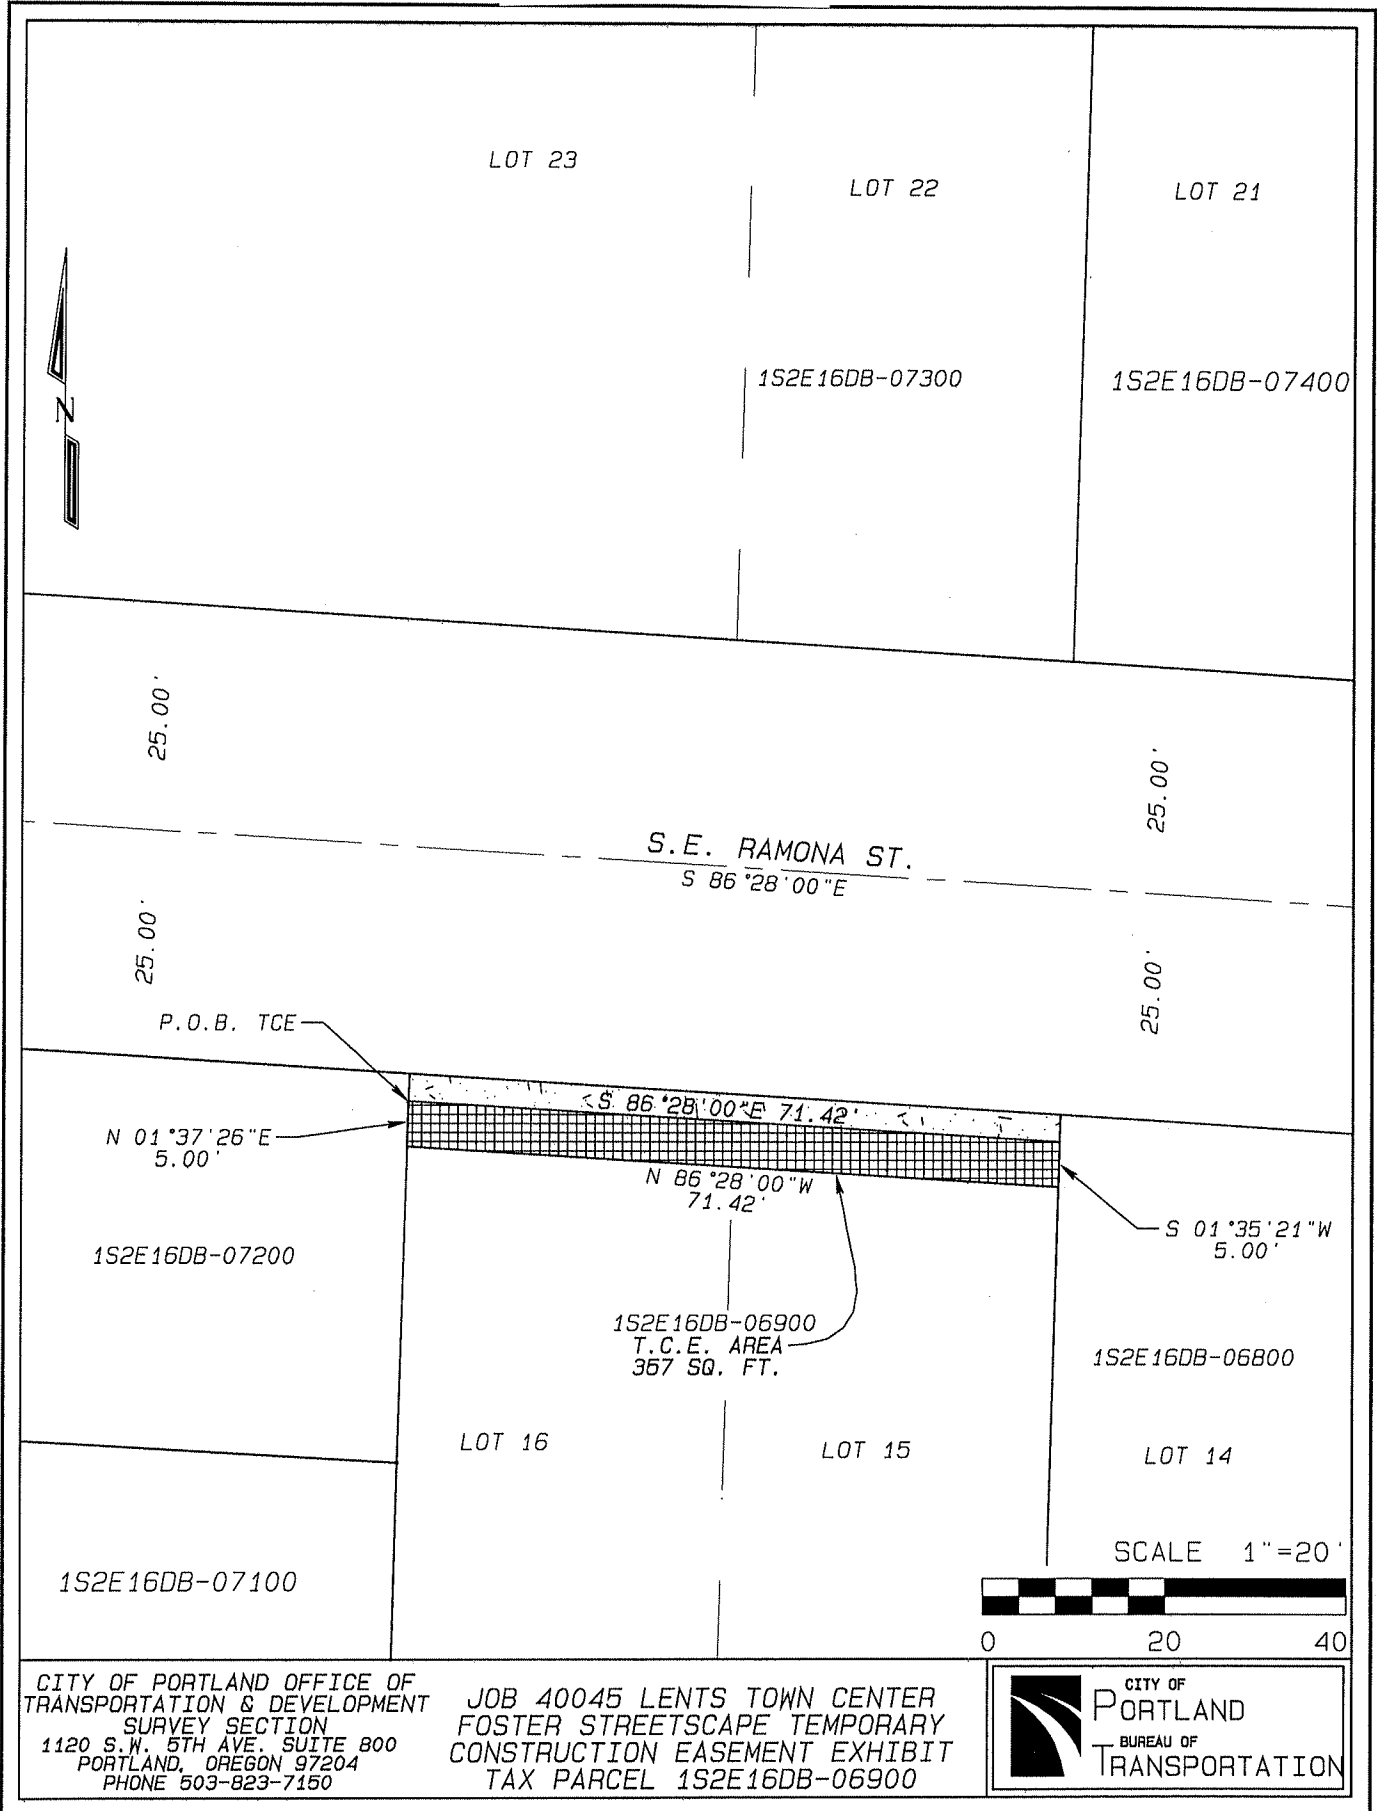 LOT 23
LOT 22
LOT 21
1S2E16DB-07300
1S2E16DB-07400
N
25.00'
25.00'
S.E. RAMONA ST.
S 86°28'00"E
25.00'
25.00'
P.O.B. TCE
S 86°28'00"E 71.42'
N 01°37'26"E
5.00'
N 86°28'00"W
71.42'
S 01°35'21"W
5.00'
1S2E16DB-07200
1S2E16DB-06900
T.C.E. AREA
357 SQ. FT.
1S2E16DB-06800
LOT 16
LOT 15
LOT 14
SCALE 1"=20'
1S2E16DB-07100
0 20 40
CITY OF PORTLAND OFFICE OF
TRANSPORTATION & DEVELOPMENT
SURVEY SECTION
1120 S.W. 5TH AVE. SUITE 800
PORTLAND, OREGON 97204
PHONE 503-823-7150
JOB 40045 LENTS TOWN CENTER
FOSTER STREETSCAPE TEMPORARY
CONSTRUCTION EASEMENT EXHIBIT
TAX PARCEL 1S2E16DB-06900
CITY OF
PORTLAND
BUREAU OF
TRANSPORTATION